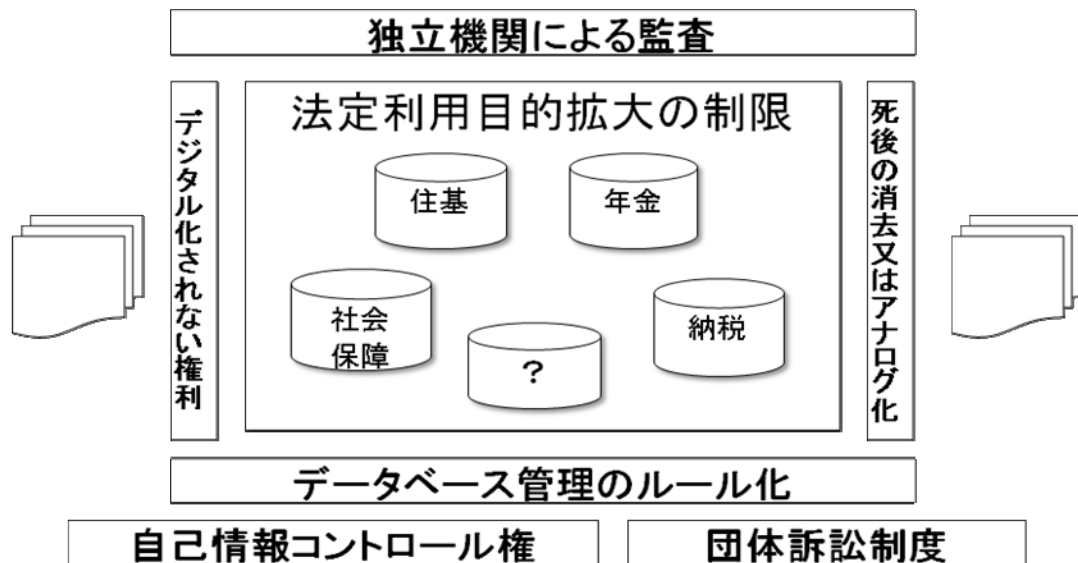 独立機関による監査
デジタル化されない権利
法定利用目的拡大の制限
住基
年金
社会
保障
?
納税
死後の消去又はアナログ化
データベース管理のルール化
自己情報コントロール権
団体訴訟制度